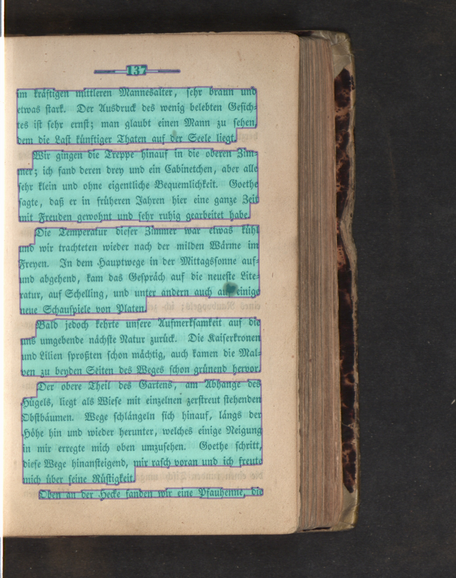 137
im kräftigen mittleren Mannesalter, sehr braun und
etwas stark. Der Ausdruck des wenig belebten Gesich-
tes ist sehr ernst; man glaubt einen Mann zu sehen,
dem die Last künftiger Thaten auf der Seele liegt.
Wir gingen die Treppe hinauf in die oberen Zim-
mer; ich fand deren drey und ein Cabinetchen, aber alle
sehr klein und ohne eigentliche Bequemlichkeit. Goethe
sagte, daß er in früheren Jahren hier eine ganze Zeit
mit Freuden gewohnt und sehr ruhig gearbeitet habe.
Die Temperatur dieser Zimmer war etwas kühl
und wir trachteten wieder nach der milden Wärme im
Freyen. In dem Hauptwege in der Mittagssonne auf-
und abgehend, kam das Gespräch auf die neueste Lite-
ratur, auf Schelling, und unter andern auch auf einige
neue Schauspiele von Platen.
Bald jedoch kehrte unsere Aufmerksamkeit auf die
uns umgebende nächste Natur zurück. Die Kaiserkronen
und Lilien sproßten schon mächtig, auch kamen die Mal-
ven zu beyden Seiten des Weges schon grünend hervor.
Der obere Theil des Gartens, am Abhange des
Hügels, liegt als Wiese mit einzelnen zerstreut stehenden
Obstbäumen. Wege schlängeln sich hinauf, längs der
Höhe hin und wieder herunter, welches einige Neigung
in mir erregte mich oben umzusehen. Goethe schritt,
diese Wege hinansteigend, mir rasch voran und ich freute
mich über seine Rüstigkeit.
Oben an der Hecke fanden wir eine Pfauhenne, die